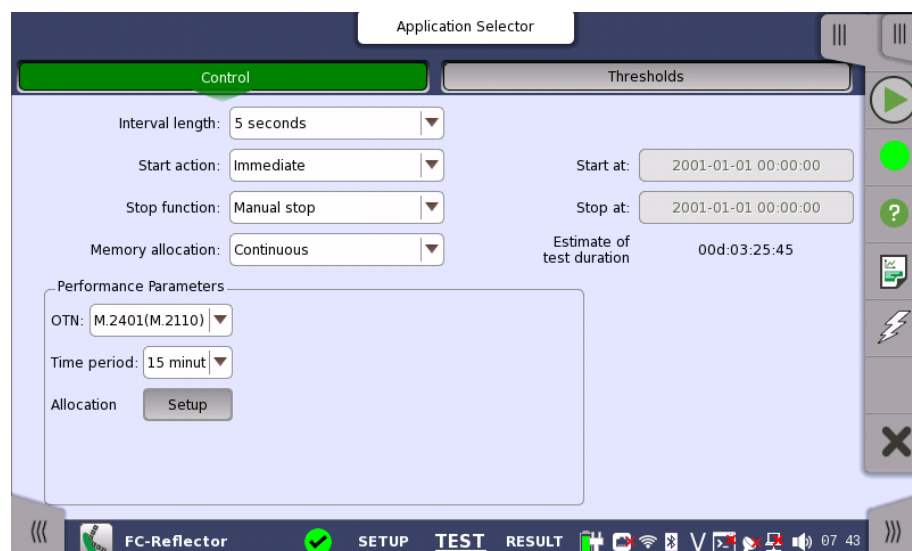 Application Selector
Control
Thresholds
Interval length: 5 seconds
Start action: Immediate
Start at: 2001-01-01 00:00:00
Stop function: Manual stop
Stop at: 2001-01-01 00:00:00
Memory allocation: Continuous
Estimate of
test duration
00d:03:25:45
Performance Parameters
OTN: M.2401(M.2110)
Time period: 15 minut
Allocation Setup
FC-Reflector SETUP TEST RESULT 07 43